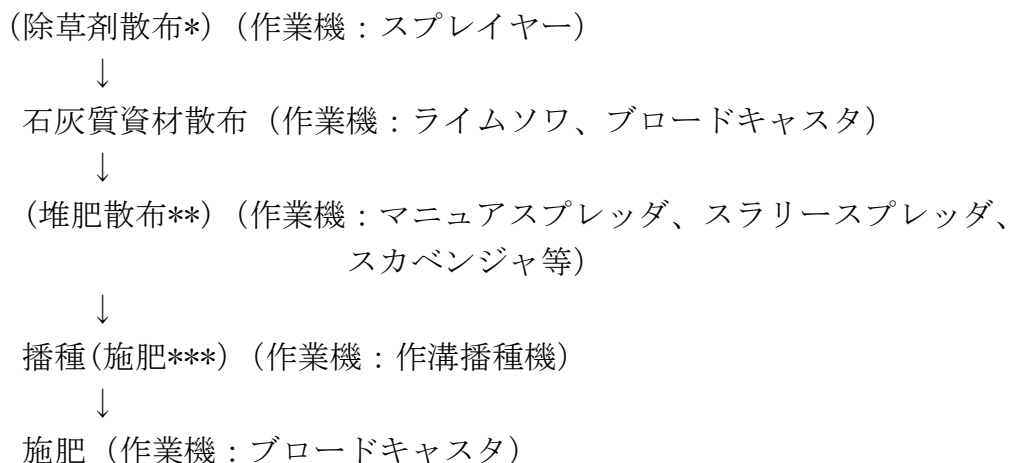 (除草剤散布*)(作業機：スプレイヤー)
↓
石灰質資材散布(作業機：ライムソワ、ブロードキャスタ)
↓
(堆肥散布**)(作業機：マニュアスプレッダ、スラリースプレッダ、
スカベンジャ等)
↓
播種(施肥***)(作業機：作溝播種機)
↓
施肥(作業機：ブロードキャスタ)